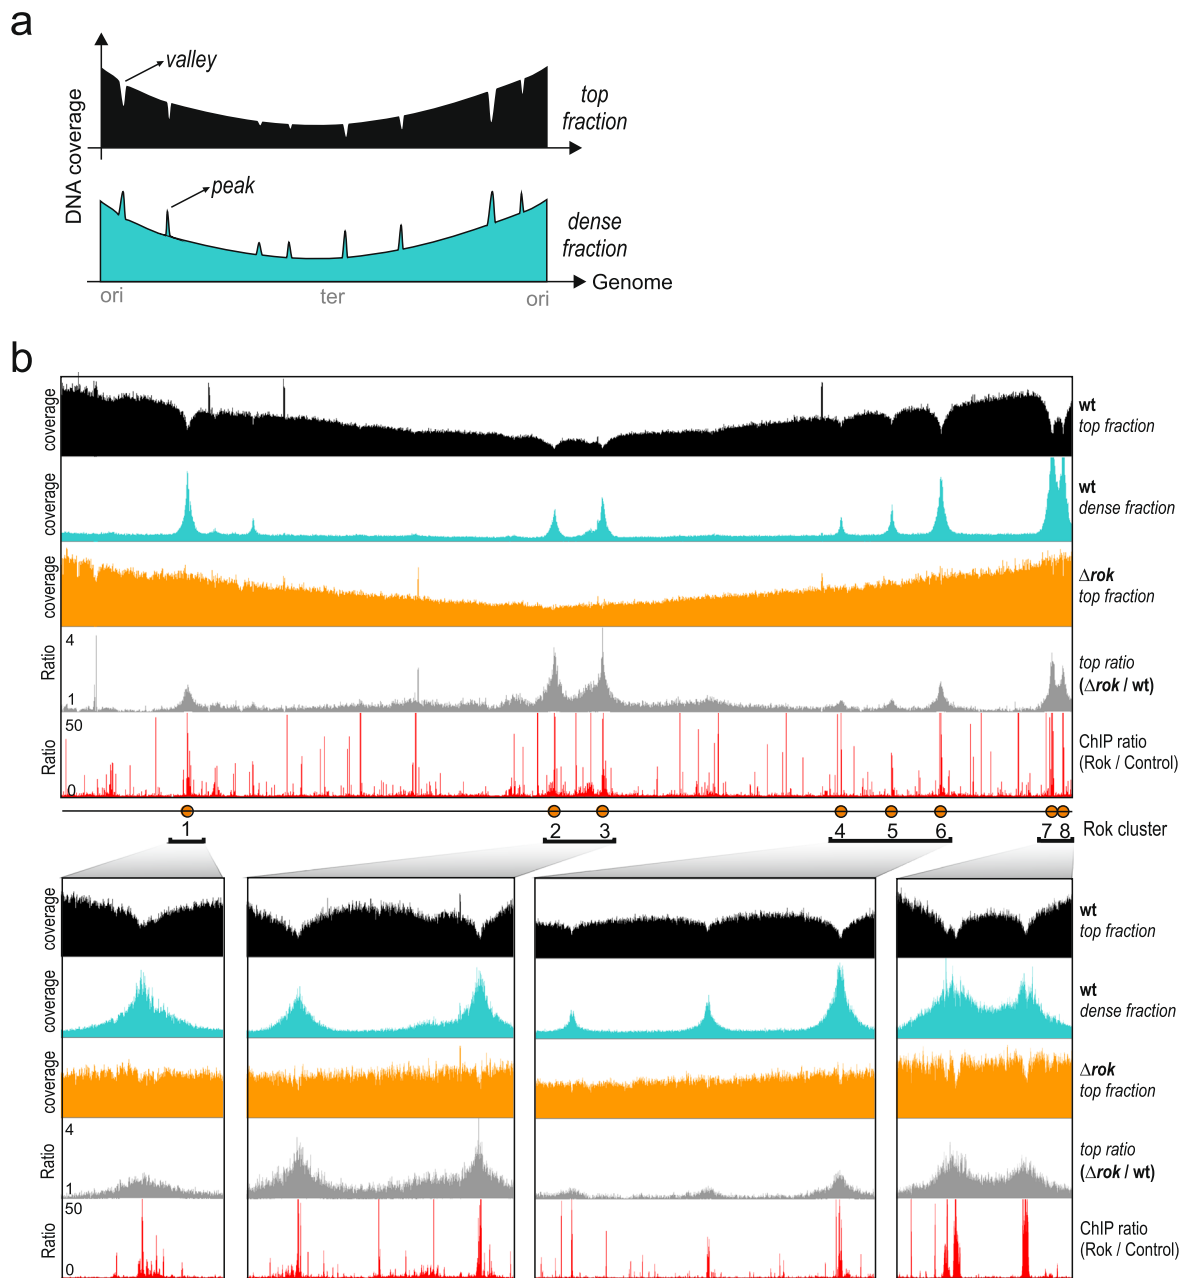 a
DNA coverage
valley
top
fraction
peak
dense
fraction
Genome
ori
ter
ori
b
coverage
wt
top fraction
coverage
wt
dense fraction
coverage
Δrok
top fraction
Ratio
4
1
top ratio
(Δrok / wt)
Ratio
50
0
ChIP ratio
(Rok / Control)
1 2 3 4 5 6 7 8 Rok cluster
coverage
wt
top fraction
coverage
wt
dense fraction
coverage
Δrok
top fraction
Ratio
4
1
top ratio
(Δrok / wt)
Ratio
50
0
ChIP ratio
(Rok / Control)